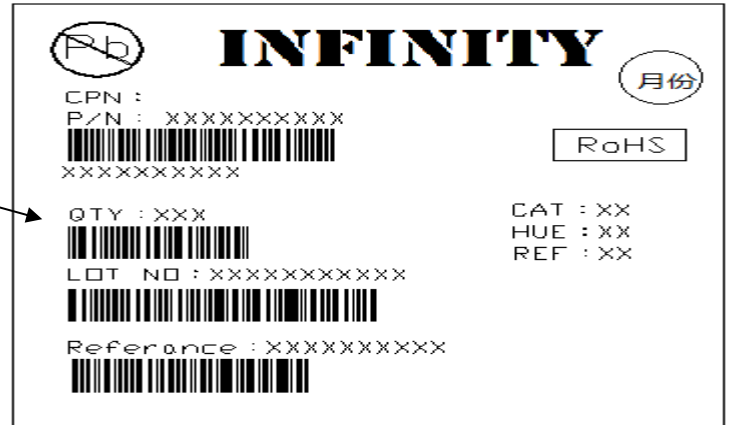 Pb INFINITY
月份
CPN :
P/N : XXXXXXXXXX
RoHS
XXXXXXXXXX
QTY : XXX
CAT : XX
HUE : XX
REF : XX
LOT NO : XXXXXXXXXXX
Referance : XXXXXXXXXX